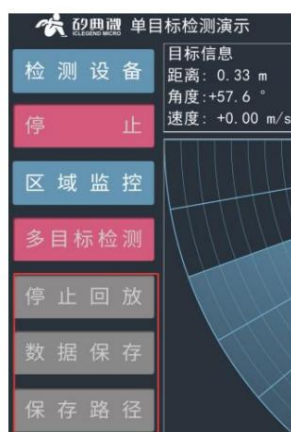 矽典微 单目标检测演示
ICLEGEND MICRO
目标信息
距离: 0.33 m
角度:+57.6 °
速度: +0.00 m/s
检测设备
停止
区域监控
多目标检测
停止回放
数据保存
保存路径